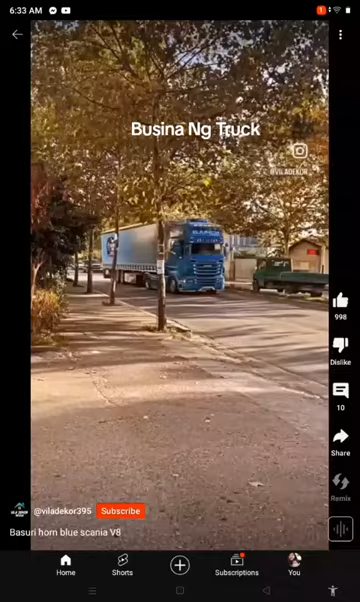 6:33 AM
1
Busina Ng Truck
@VILADEKOR
998
Dislike
10
Share
Remix
@viladekor395
Subscribe
Basuri horn blue scania V8
Home
Shorts
Subscriptions
You